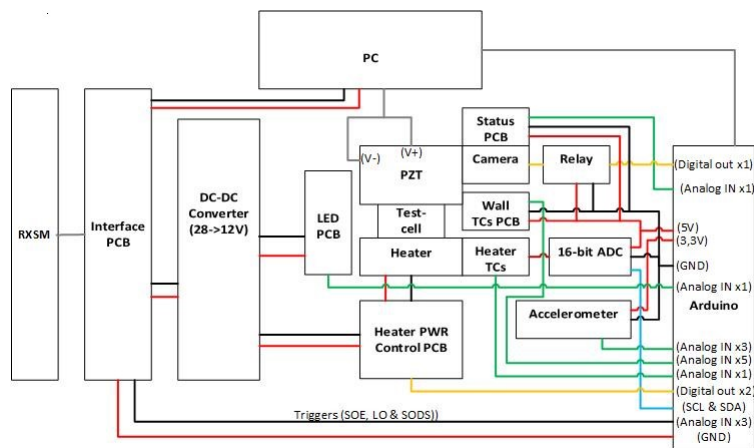 PC
Status
PCB
(V-)
(V+)
PZT
Camera
Relay
(Digital out x1)
(Analog IN x1)
RXSM
Interface
PCB
DC-DC
Converter
(28->12V)
LED
PCB
Test-
cell
Wall
TCs PCB
Heater
Heater
TCs
16-bit ADC
(5V)
(3,3V)
(GND)
(Analog IN x1)
Arduino
Accelerometer
Heater PWR
Control PCB
(Analog IN x3)
(Analog IN x5)
(Analog IN x1)
(Digital out x2)
(SCL & SDA)
Triggers (SOE, LO & SODS))
(Analog IN x3)
(GND)